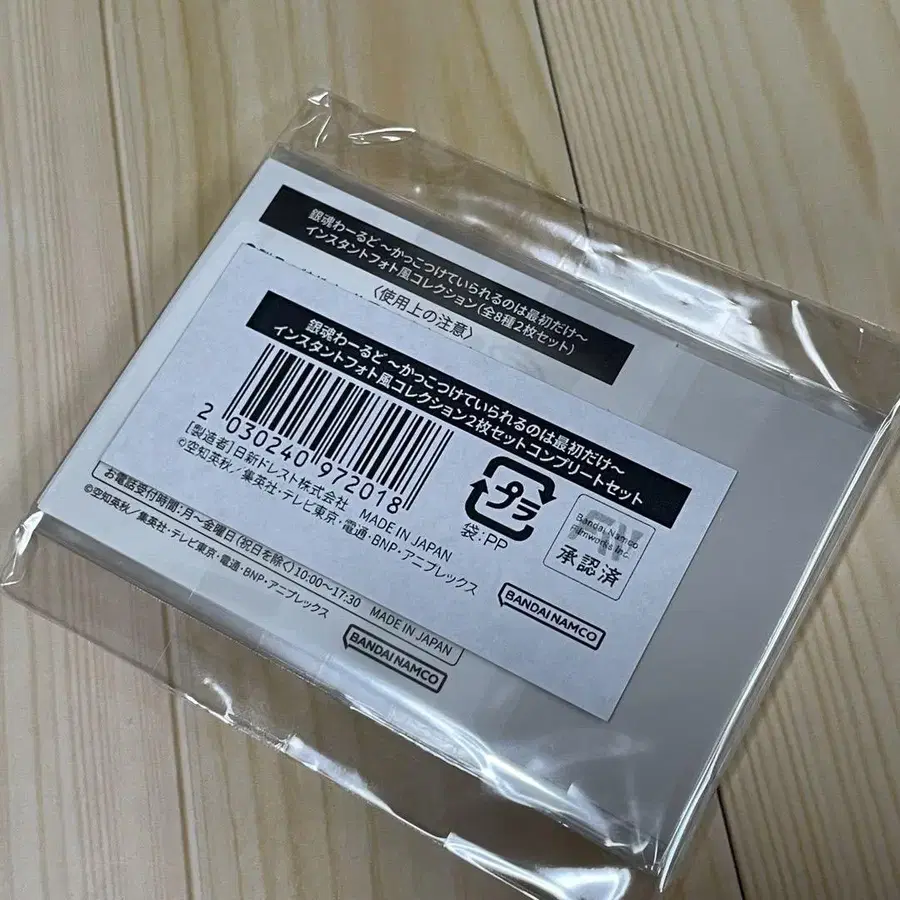 銀魂わーるど～かっこつけていられるのは最初だけ～
インスタントフォト風コレクション(全8種2枚セット)
〈使用上の注意〉
銀魂わーるど～かっこつけていられるのは最初だけ～
インスタントフォト風コレクション2枚セットコンプリートセット
2 030240 972018
[製造者]日新ドレスト株式会社 MADE IN JAPAN
©空知英秋／集英社・テレビ東京・電通・BNP・アニプレックス
プラ
袋:PP
Bandai Namco
Filmworks Inc.
承認済
BANDAI NAMCO
お電話受付時間:月～金曜日(祝日を除く)10:00～17:30 MADE IN JAPAN
©空知英秋／集英社・テレビ東京・電通・BNP・アニプレックス
BANDAI NAMCO